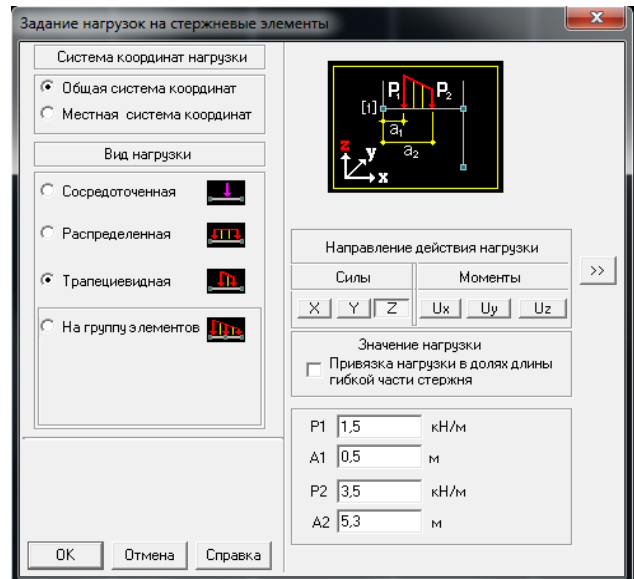 Задание нагрузок на стержневые элементы
Система координат нагрузки
Общая система координат
Местная система координат
Вид нагрузки
Сосредоточенная
Распределенная
Трапециевидная
На группу элементов
P₁ P₂
[1]
a₁
a₂
z y
x
Направление действия нагрузки
Силы Моменты
X Y Z Ux Uy Uz
>>
Значение нагрузки
Привязка нагрузки в долях длины
гибкой части стержня
P1 1,5 кН/м
A1 0,5 м
P2 3,5 кН/м
A2 5,3 м
OK Отмена Справка